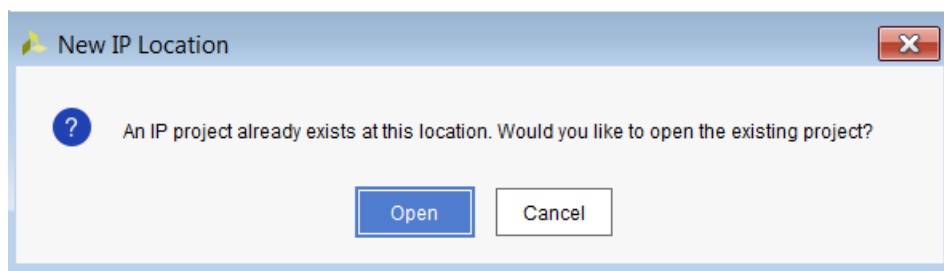 New IP Location
?
An IP project already exists at this location. Would you like to open the existing project?
Open
Cancel